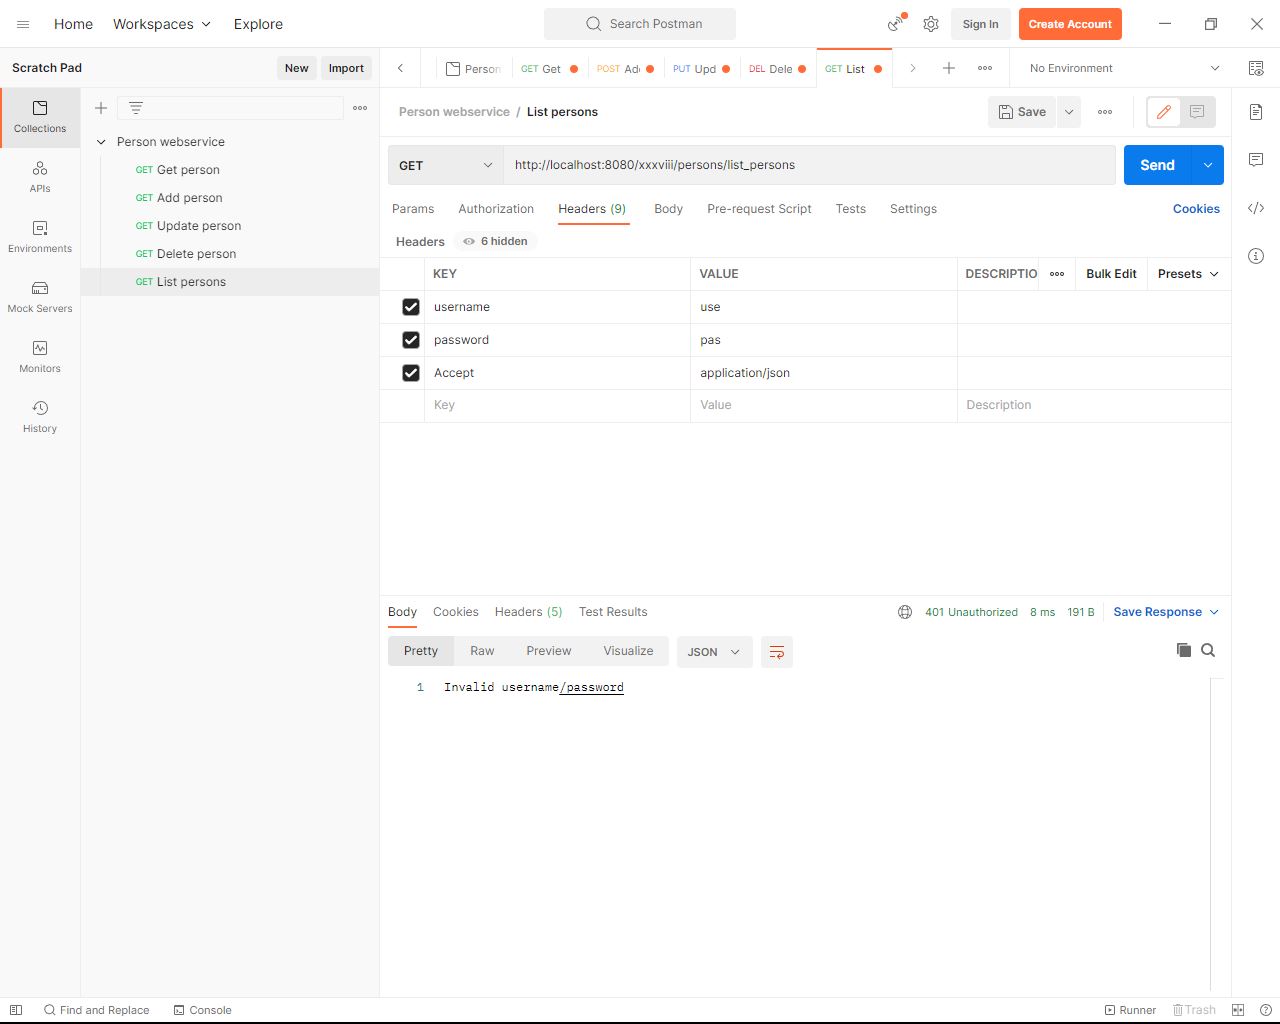 Home Workspaces Explore Search Postman Sign In Create Account
Scratch Pad New Import Person GET Get POST Ad PUT Upd DEL Dele GET List No Environment
Collections
APIs
Environments
Mock Servers
Monitors
History
Person webservice
GET Get person
GET Add person
GET Update person
GET Delete person
GET List persons
Person webservice / List persons Save
GET http://localhost:8080/xxxviii/persons/list_persons Send
Params Authorization Headers (9) Body Pre-request Script Tests Settings Cookies
Headers 6 hidden
KEY VALUE DESCRIPTIO Bulk Edit Presets
username use
password pas
Accept application/json
Key Value Description
Body Cookies Headers (5) Test Results 401 Unauthorized 8 ms 191 B Save Response
Pretty Raw Preview Visualize JSON
1 Invalid username/password
Find and Replace Console Runner Trash